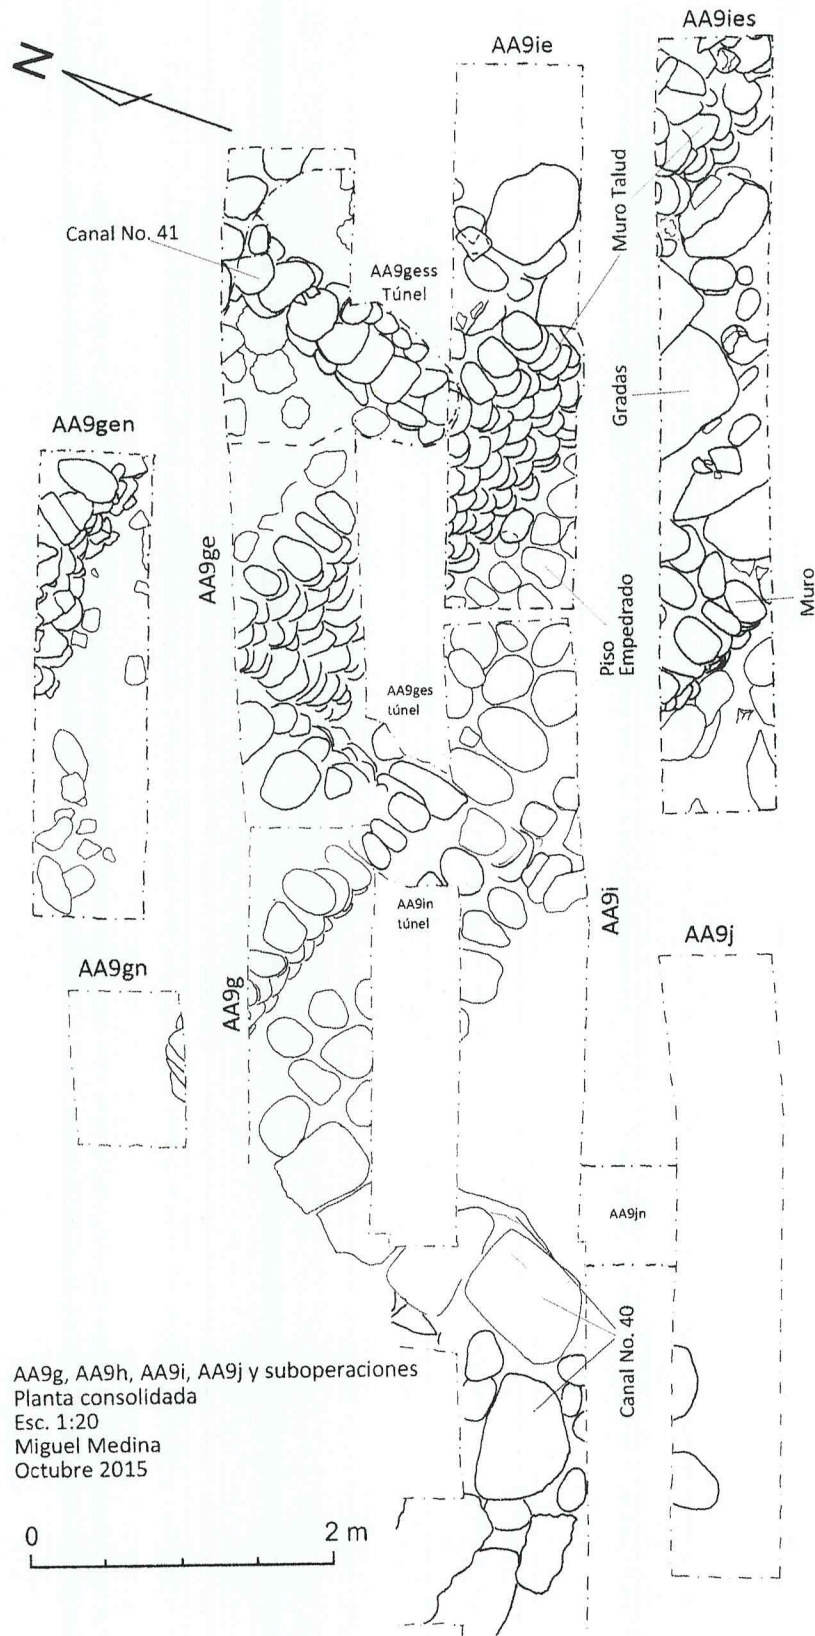 AA9ies
AA9ie
N
Canal No. 41
AA9gess
Túnel
Muro Talud
Gradas
AA9gen
AA9ge
Piso
Empedrado
Muro
AA9ges
túnel
AA9in
túnel
AA9i
AA9j
AA9gn
AA9g
AA9jn
Canal No. 40
AA9g, AA9h, AA9i, AA9j y suboperaciones
Planta consolidada
Esc. 1:20
Miguel Medina
Octubre 2015
0 2 m